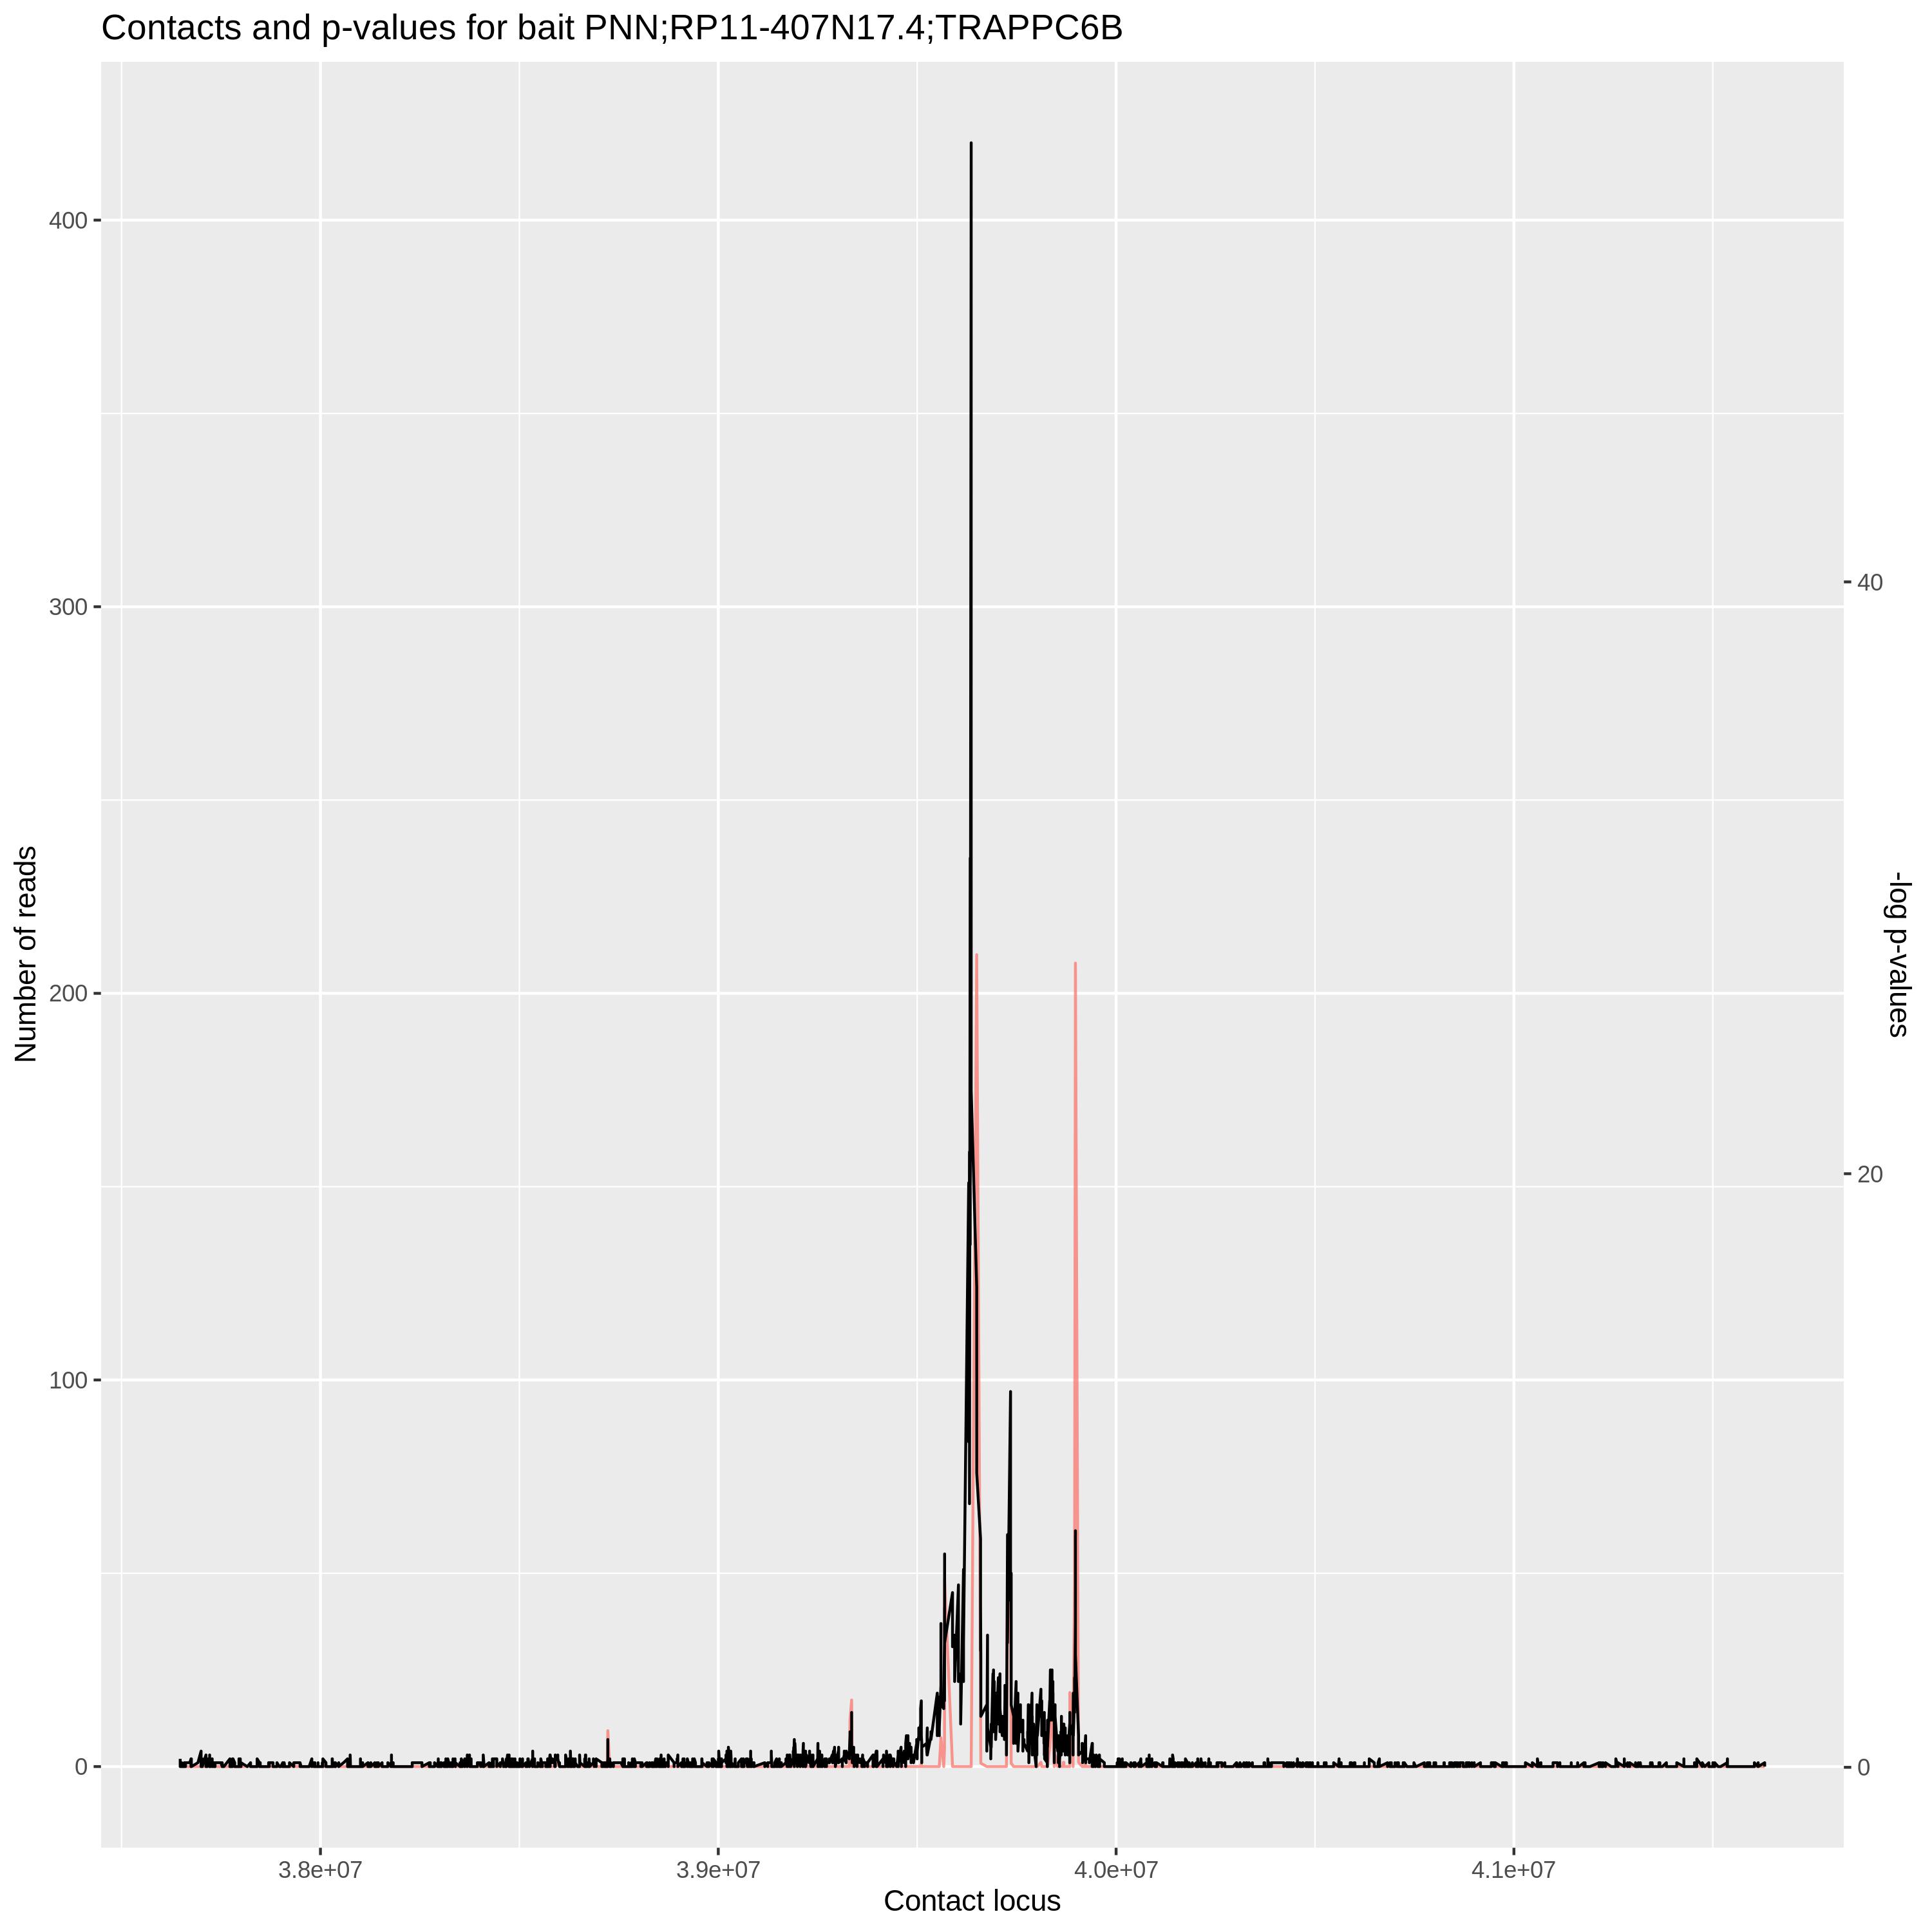 Contacts and p-values for bait PNN;RP11-407N17.4;TRAPPC6B
400
300
200
100
0
Number of reads
40
20
0
-log p-values
3.8e+07
3.9e+07
4.0e+07
4.1e+07
Contact locus